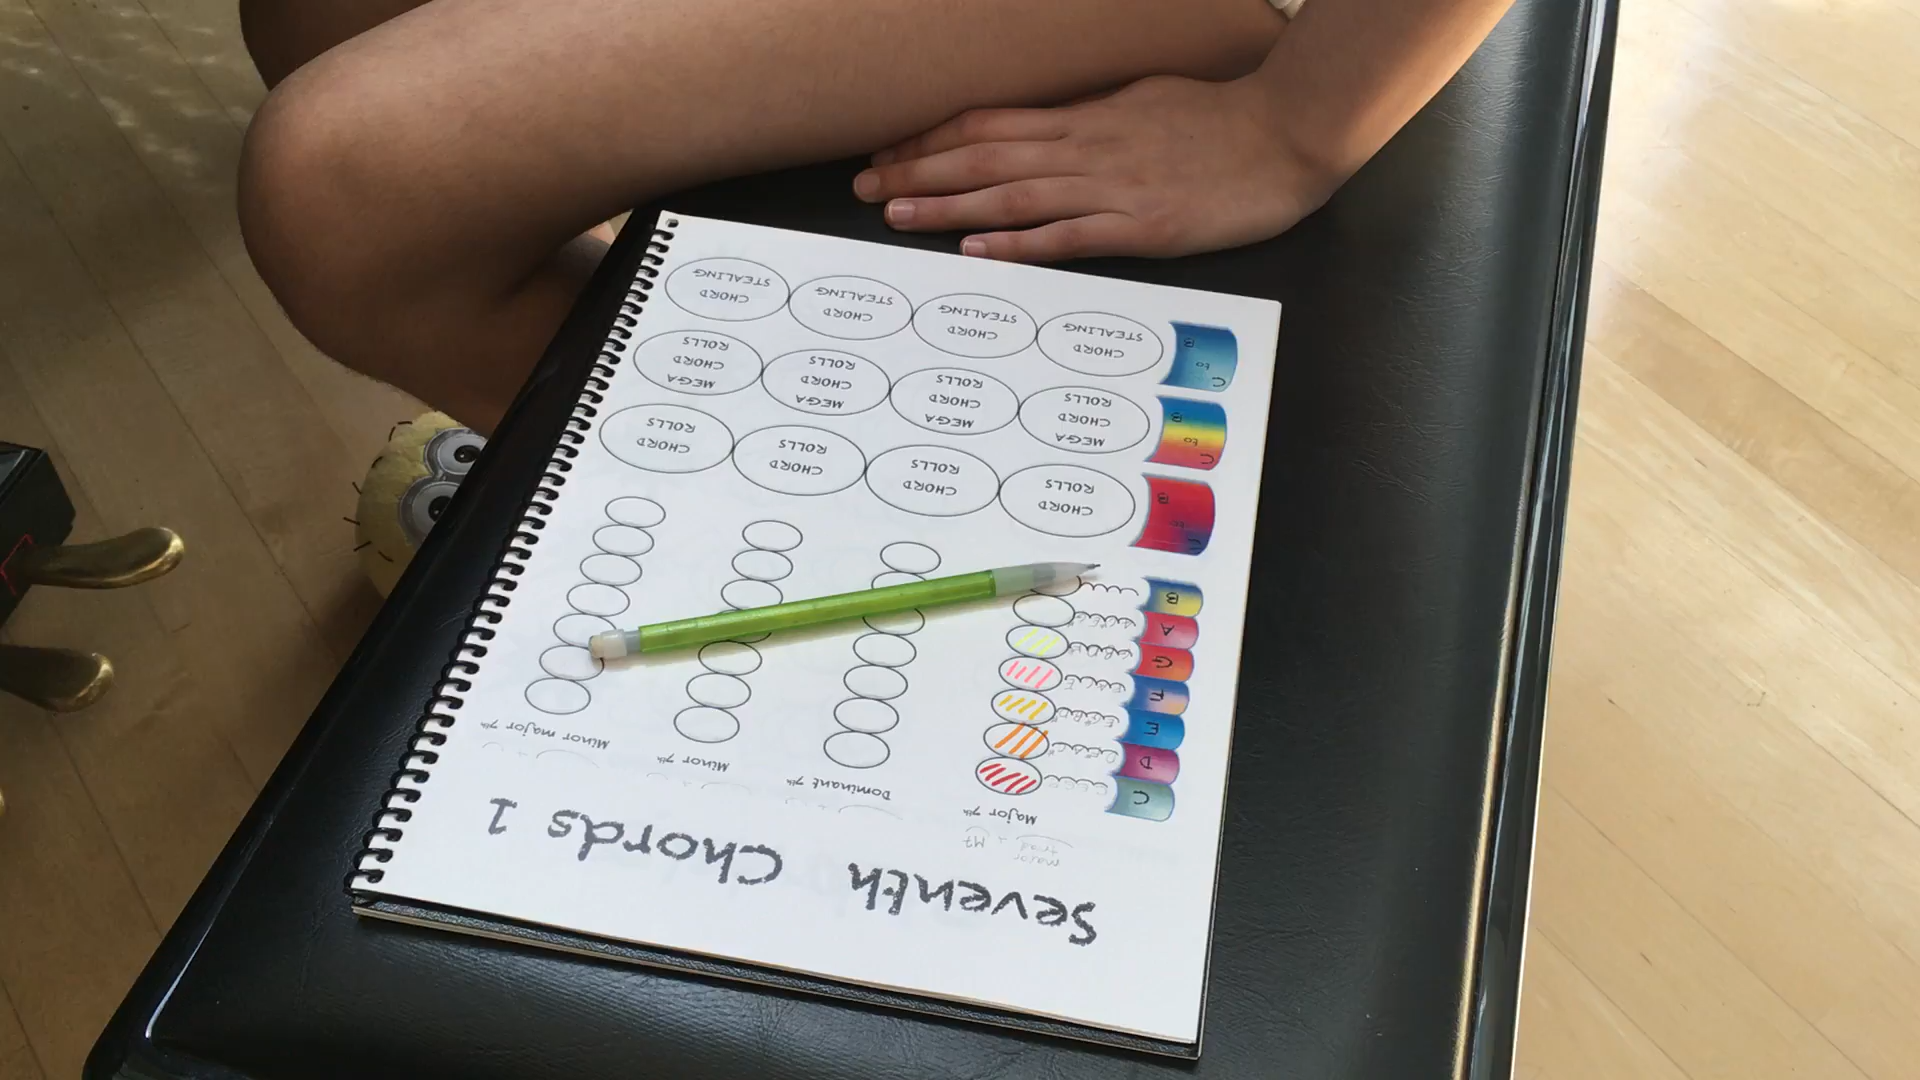 Seventh Chords 1
major
triad + M7
Major 7th
Dominant 7th
Minor 7th
Minor major 7th
C
D
E
F
G
A
B
C to B
CHORD ROLLS
CHORD ROLLS
CHORD ROLLS
CHORD ROLLS
C to B
MEGA CHORD ROLLS
MEGA CHORD ROLLS
MEGA CHORD ROLLS
MEGA CHORD ROLLS
C to B
CHORD STEALING
CHORD STEALING
CHORD STEALING
CHORD STEALING